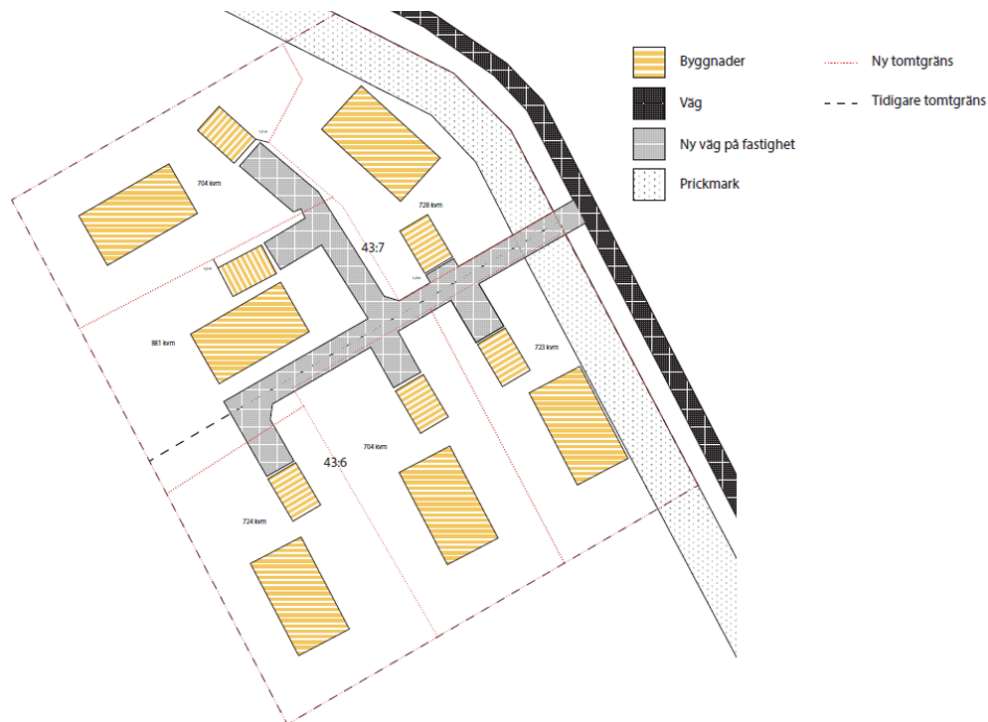 Byggnader
Väg
Ny väg på fastighet
Prickmark
Ny tomtgräns
Tidigare tomtgräns
704 kvm
728 kvm
43:7
881 kvm
723 kvm
704 kvm
43:6
724 kvm